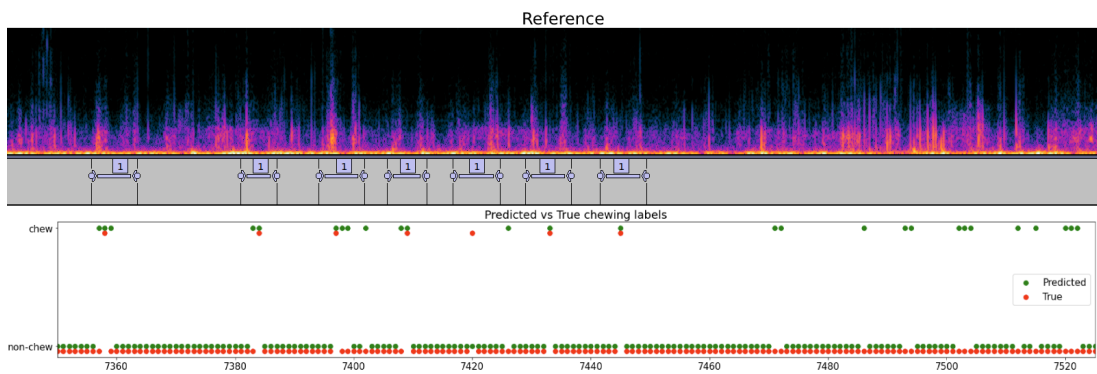 Reference
1 1 1 1 1 1 1
Predicted vs True chewing labels
chew
Predicted
True
non-chew
7360 7380 7400 7420 7440 7460 7480 7500 7520